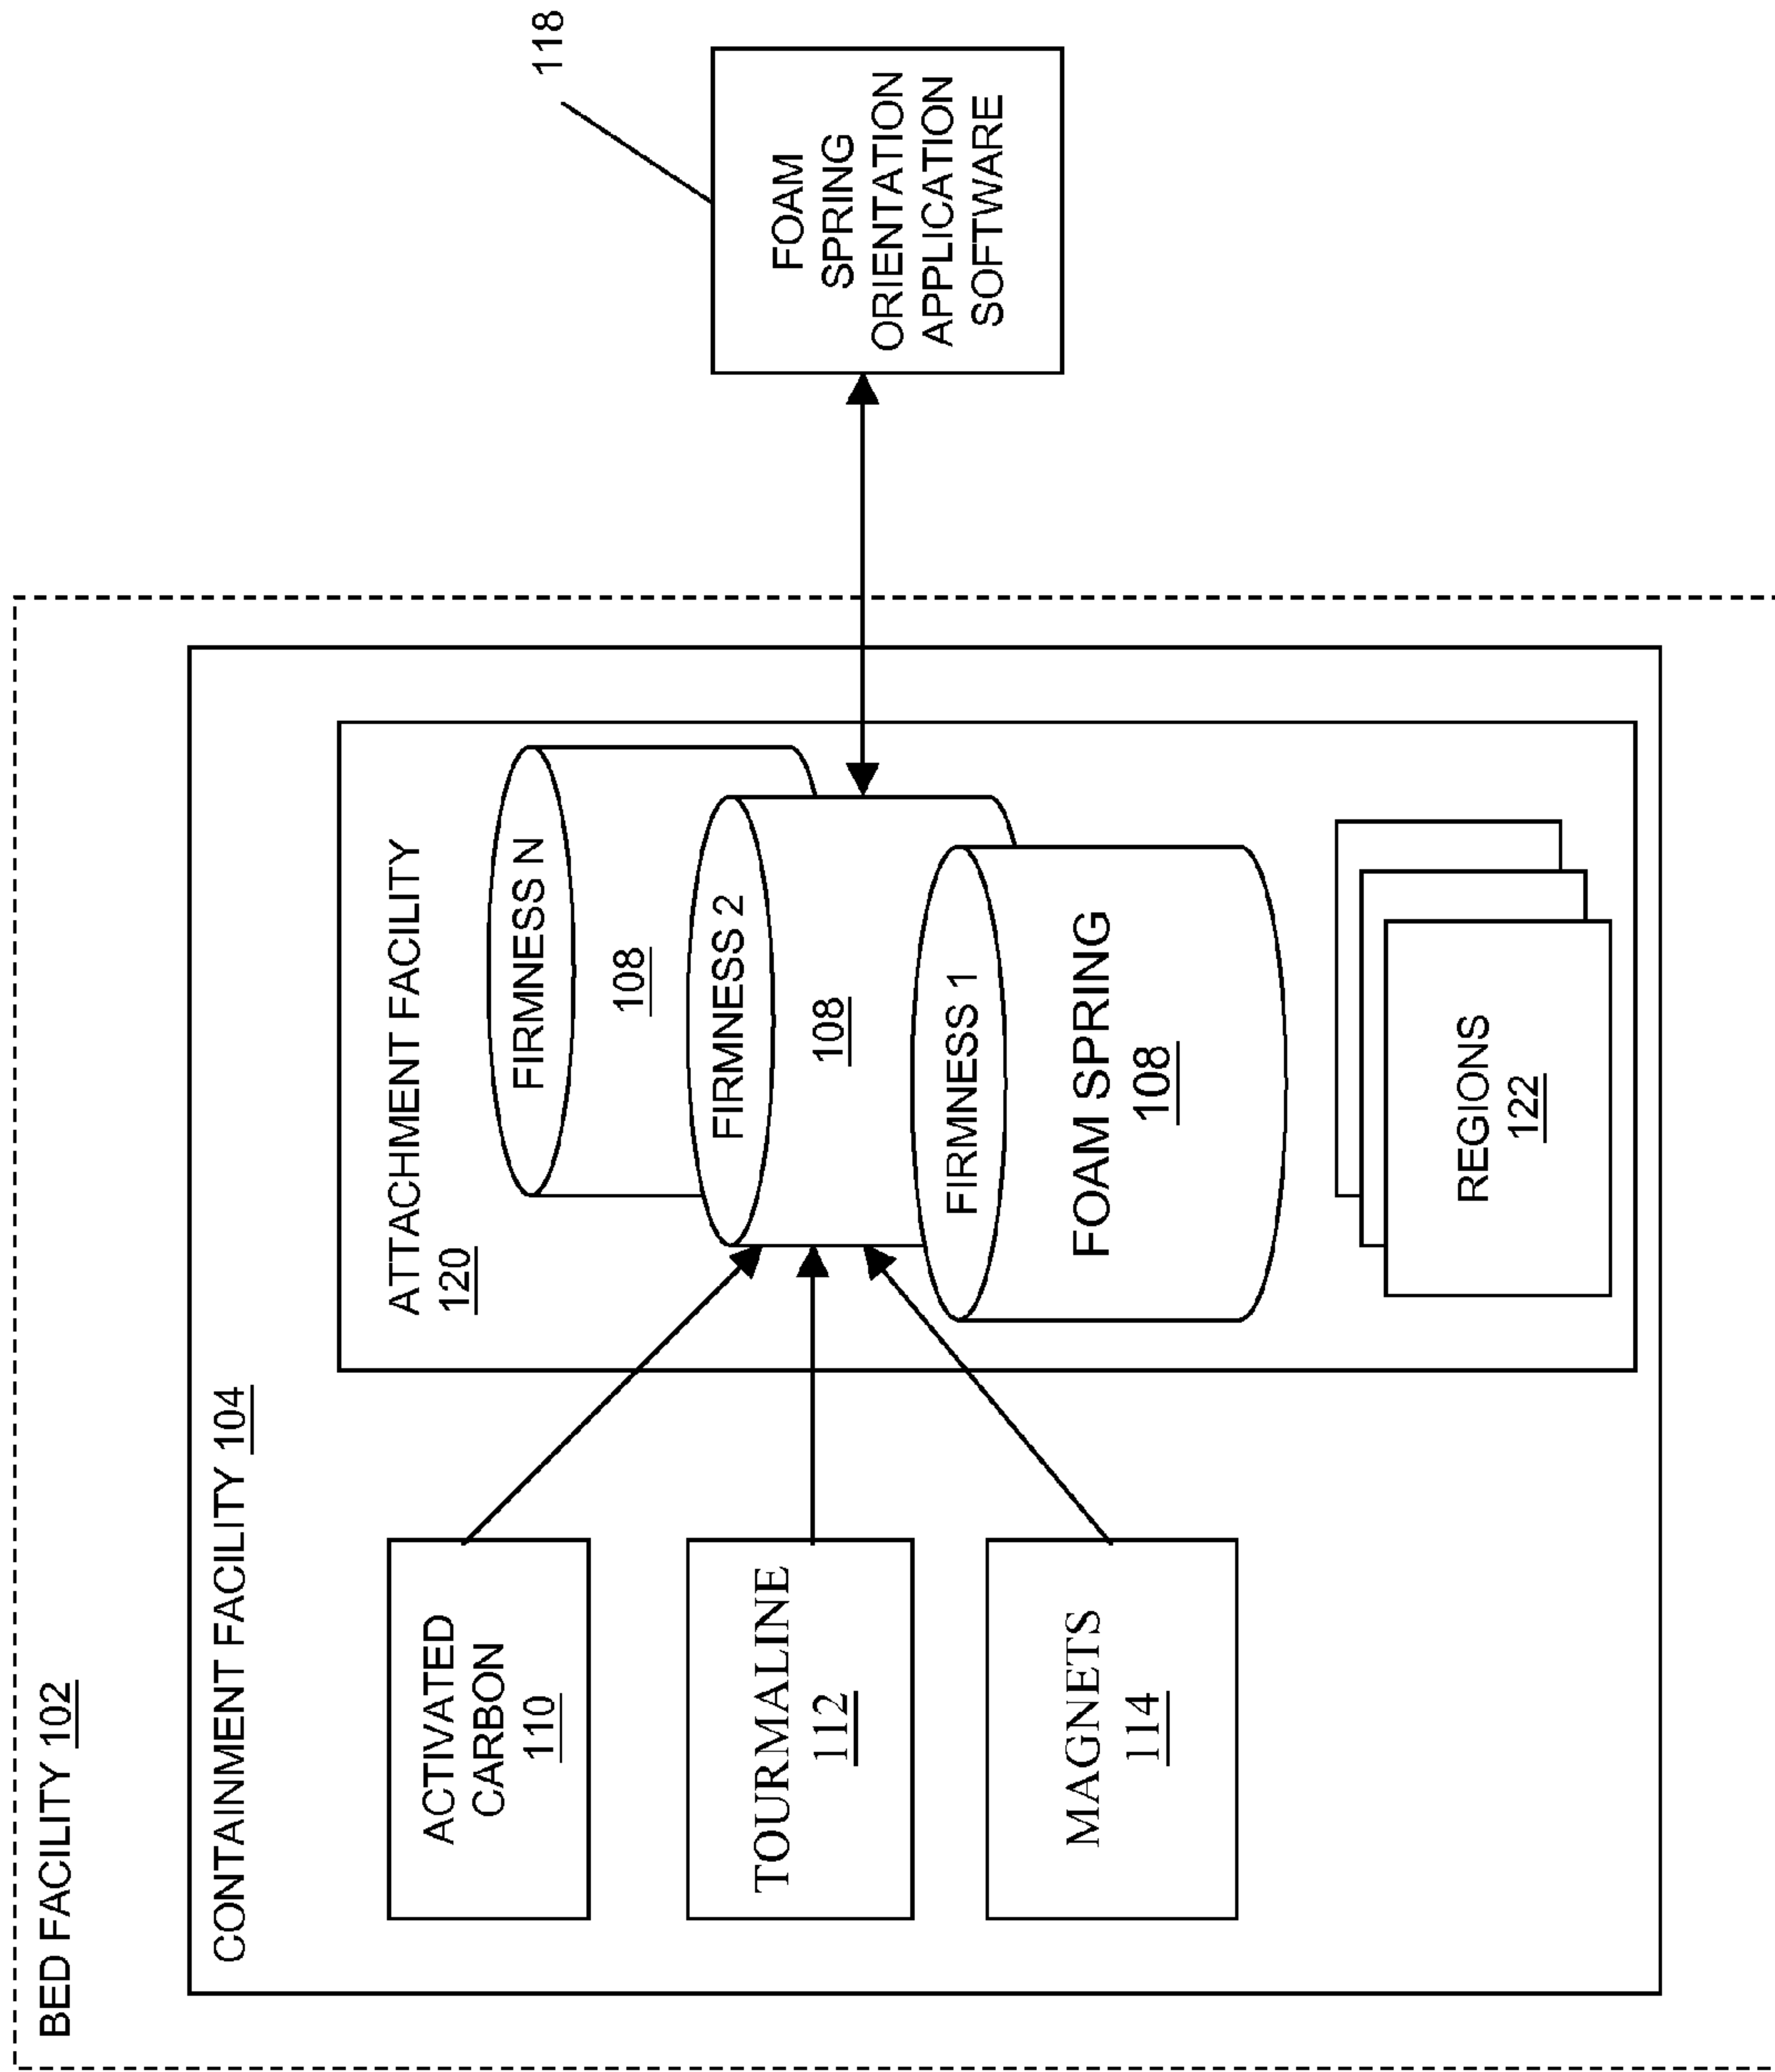 BED FACILITY 102
CONTAINMENT FACILITY 104
ACTIVATED
CARBON
110
TOURMALINE
112
MAGNETS
114
ATTACHMENT FACILITY
120
FIRMNESS N
108
FIRMNESS 2
108
FIRMNESS 1
FOAM SPRING
108
REGIONS
122
118
FOAM
SPRING
ORIENTATION
APPLICATION
SOFTWARE